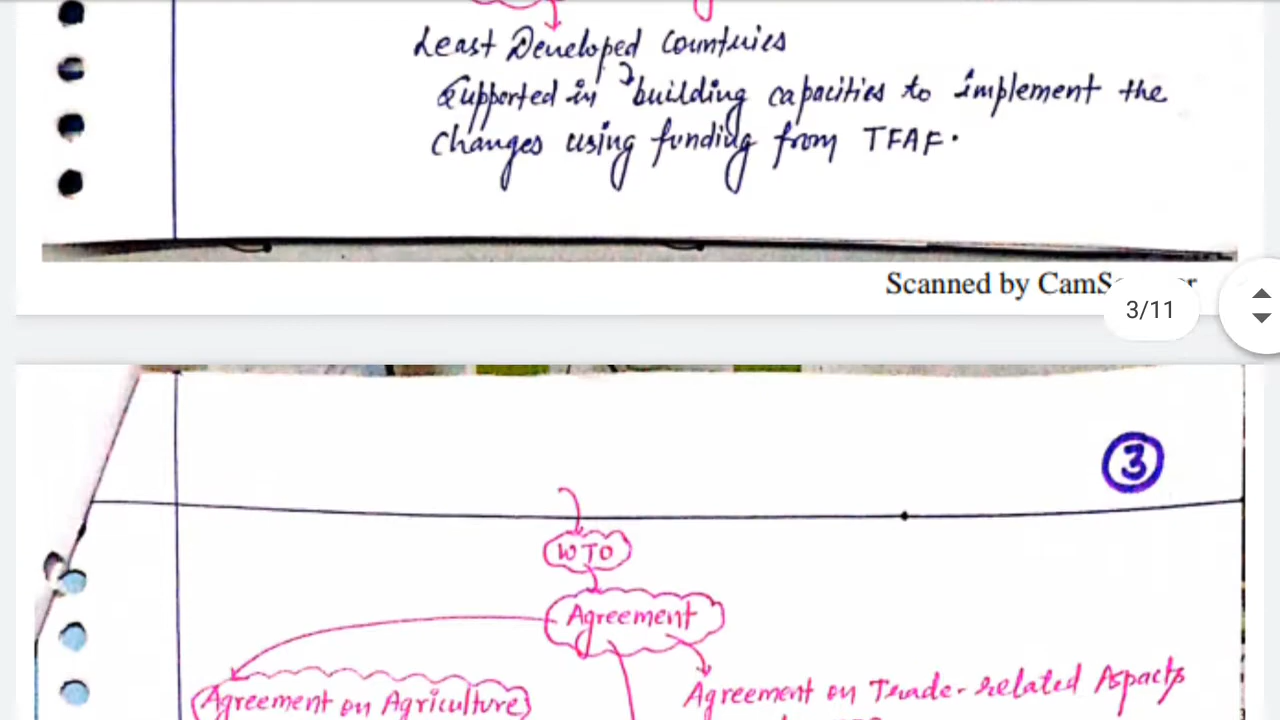 Least Developed Countries
Supported in building capacities to implement the
changes using funding from TFAF.
Scanned by CamS
3/11
3
WTO
Agreement
Agreement on Agriculture
Agreement on Trade-related Aspacts